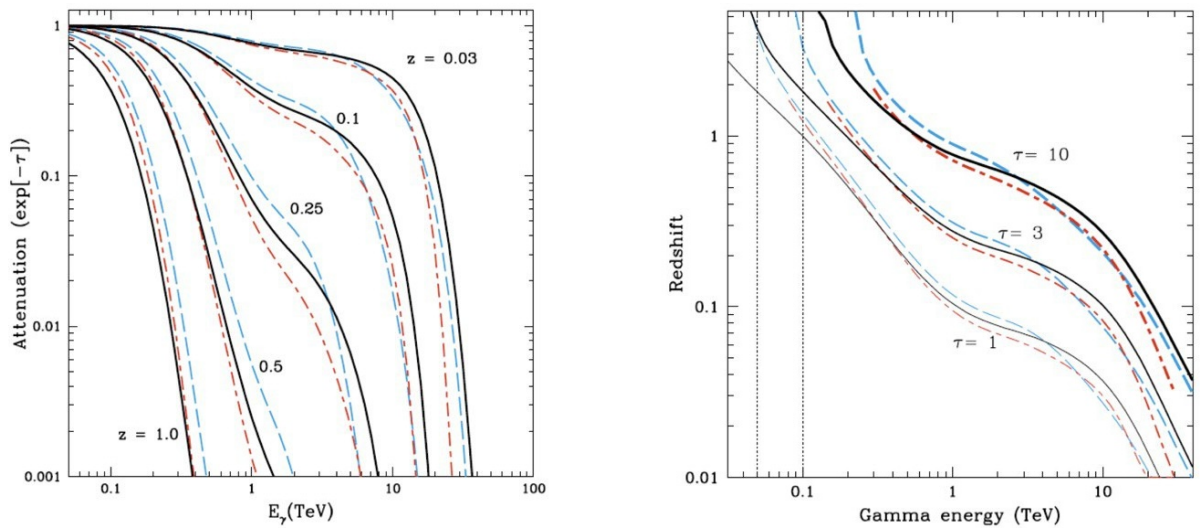 1
0.1
0.01
0.001
Attenuation (exp[-τ])
z = 0.03
0.1
0.25
0.5
z = 1.0
0.1
1
10
100
Eγ(TeV)
1
0.1
0.01
Redshift
τ= 10
τ= 3
τ= 1
0.1
1
10
Gamma energy (TeV)